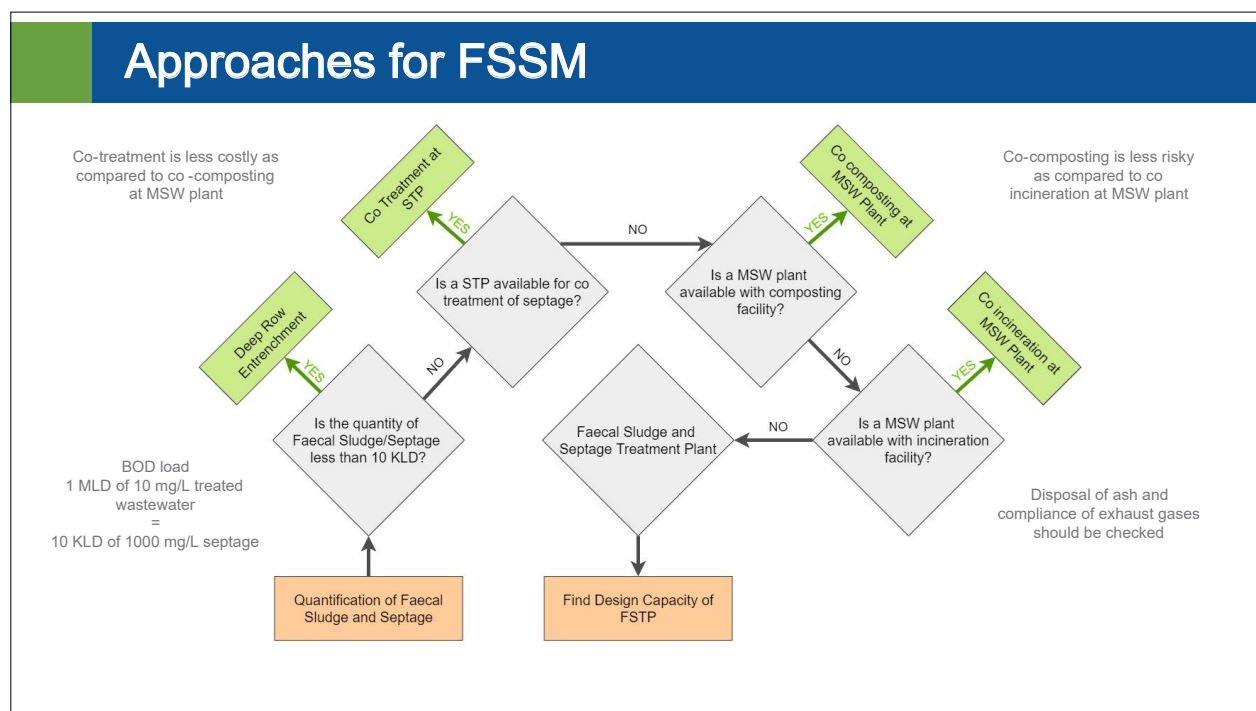 Approaches for FSSM
Co-treatment is less costly as
compared to co -composting
at MSW plant
Co Treatment at
STP
YES
Is a STP available for co
treatment of septage?
NO
Co composting at
MSW Plant
YES
Is a MSW plant
available with composting
facility?
Co-composting is less risky
as compared to co
incineration at MSW plant
Deep Row
Entrenchment
YES
NO
Is the quantity of
Faecal Sludge/Septage
less than 10 KLD?
NO
Co incineration at
MSW Plant
YES
Is a MSW plant
available with incineration
facility?
NO
Faecal Sludge and
Septage Treatment Plant
BOD load
1 MLD of 10 mg/L treated
wastewater
=
10 KLD of 1000 mg/L septage
Disposal of ash and
compliance of exhaust gases
should be checked
Quantification of Faecal
Sludge and Septage
Find Design Capacity of
FSTP